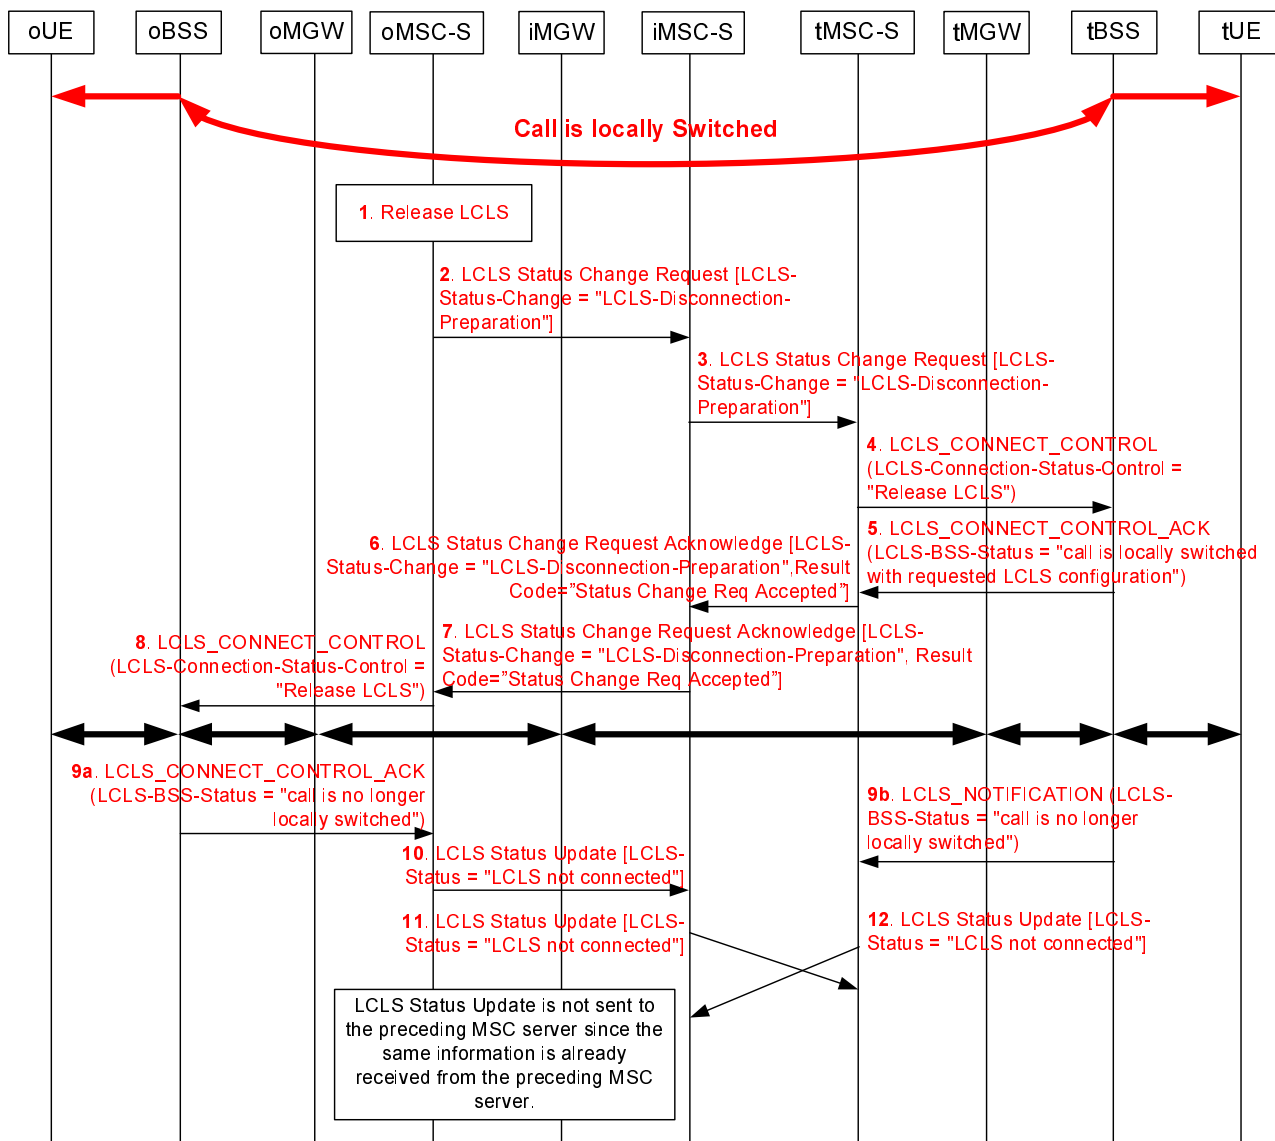 oUE
oBSS
oMGW
oMSC-S
iMGW
iMSC-S
tMSC-S
tMGW
tBSS
tUE
Call is locally Switched
1. Release LCLS
2. LCLS Status Change Request [LCLS-
Status-Change = "LCLS-Disconnection-
Preparation"]
3. LCLS Status Change Request [LCLS-
Status-Change = "LCLS-Disconnection-
Preparation"]
4. LCLS_CONNECT_CONTROL
(LCLS-Connection-Status-Control =
"Release LCLS")
5. LCLS_CONNECT_CONTROL_ACK
(LCLS-BSS-Status = "call is locally switched
with requested LCLS configuration")
6. LCLS Status Change Request Acknowledge [LCLS-
Status-Change = "LCLS-Disconnection-Preparation",Result
Code=”Status Change Req Accepted”]
7. LCLS Status Change Request Acknowledge [LCLS-
Status-Change = "LCLS-Disconnection-Preparation", Result
Code=”Status Change Req Accepted”]
8. LCLS_CONNECT_CONTROL
(LCLS-Connection-Status-Control =
"Release LCLS")
9a. LCLS_CONNECT_CONTROL_ACK
(LCLS-BSS-Status = "call is no longer
locally switched")
9b. LCLS_NOTIFICATION (LCLS-
BSS-Status = "call is no longer
locally switched")
10. LCLS Status Update [LCLS-
Status = "LCLS not connected"]
11. LCLS Status Update [LCLS-
Status = "LCLS not connected"]
12. LCLS Status Update [LCLS-
Status = "LCLS not connected"]
LCLS Status Update is not sent to
the preceding MSC server since the
same information is already
received from the preceding MSC
server.